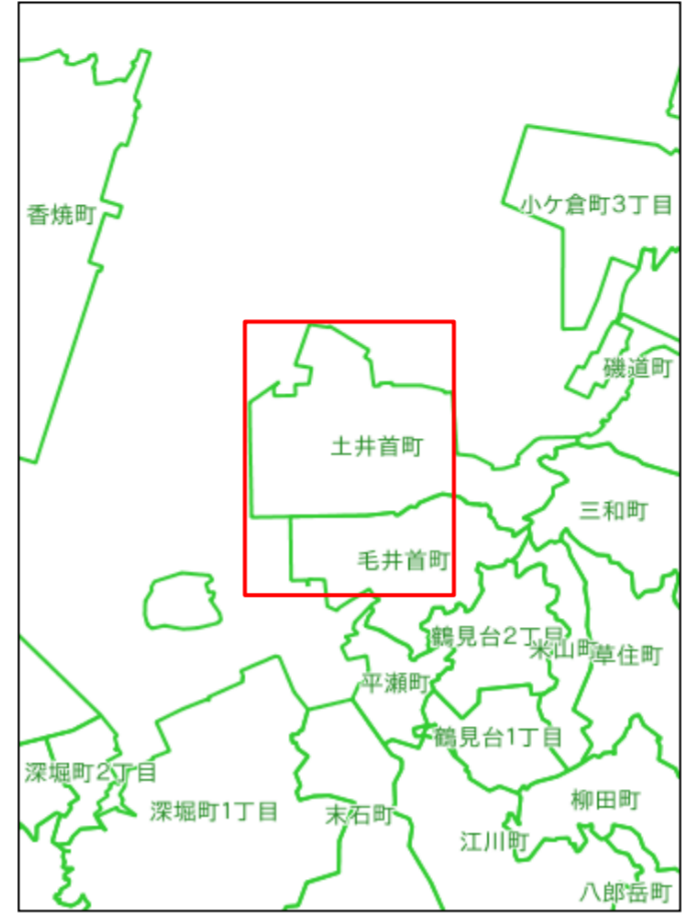 香焼町
小ケ倉町3丁目
磯道町
土井首町
三和町
毛井首町
鶴見台2丁目
米山町
草住町
平瀬町
鶴見台1丁目
深堀町2丁目
柳田町
深堀町1丁目
末石町
江川町
八郎岳町